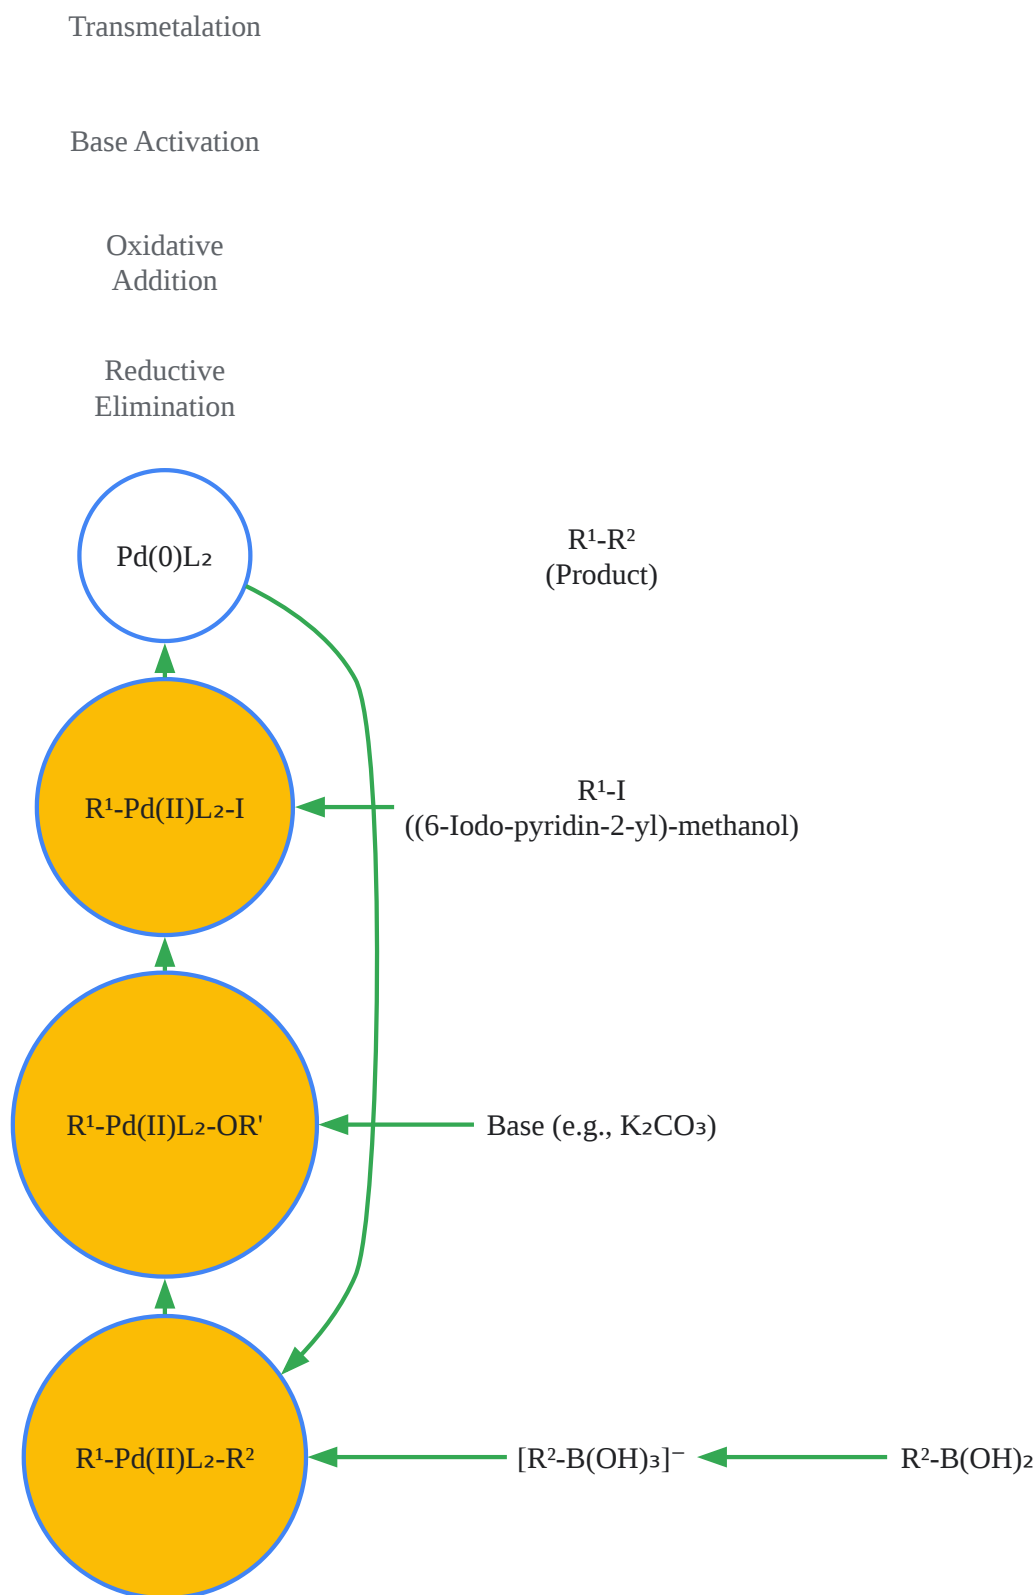 Transmetalation
Base Activation
Oxidative
Addition
Reductive
Elimination
Pd(0)L₂
R¹-R²
(Product)
R¹-Pd(II)L₂-I
R¹-I
((6-Iodo-pyridin-2-yl)-methanol)
R¹-Pd(II)L₂-OR'
Base (e.g., K₂CO₃)
R¹-Pd(II)L₂-R²
[R²-B(OH)₃]⁻
R²-B(OH)₂